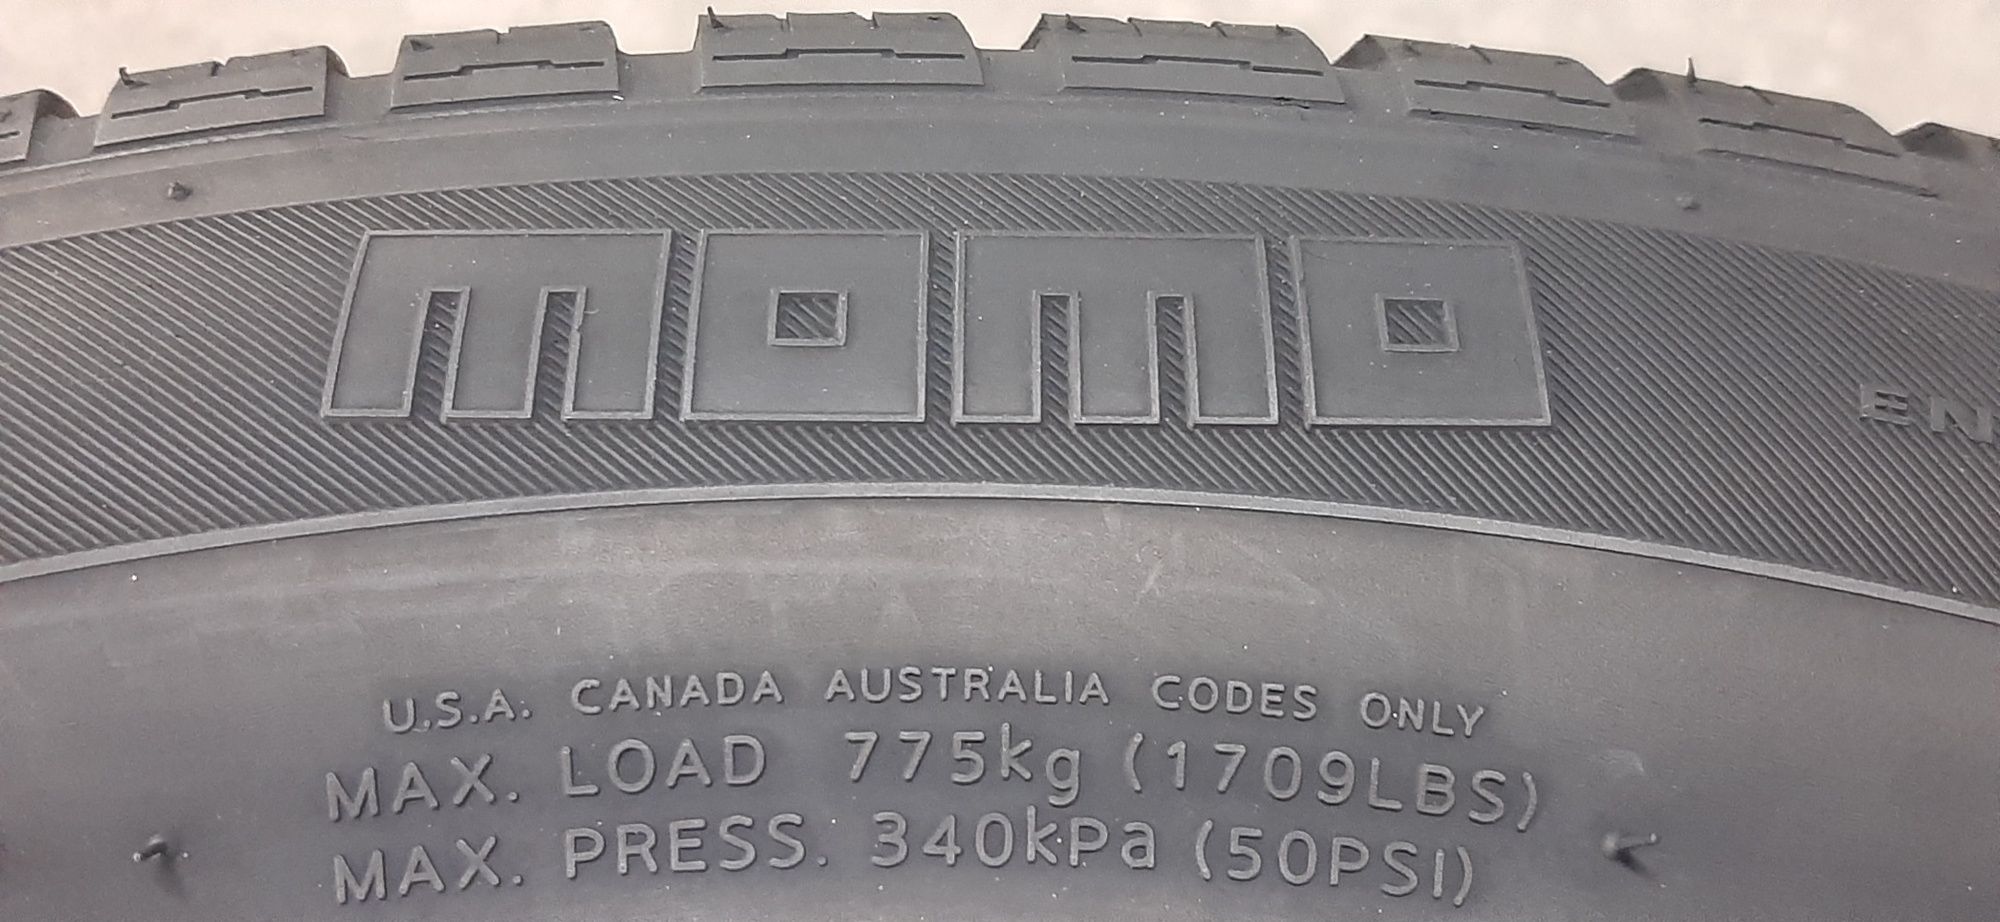 momo
U.S.A. CANADA AUSTRALIA CODES ONLY
MAX. LOAD 775kg (1709LBS)
MAX. PRESS. 340kPa (50PSI)